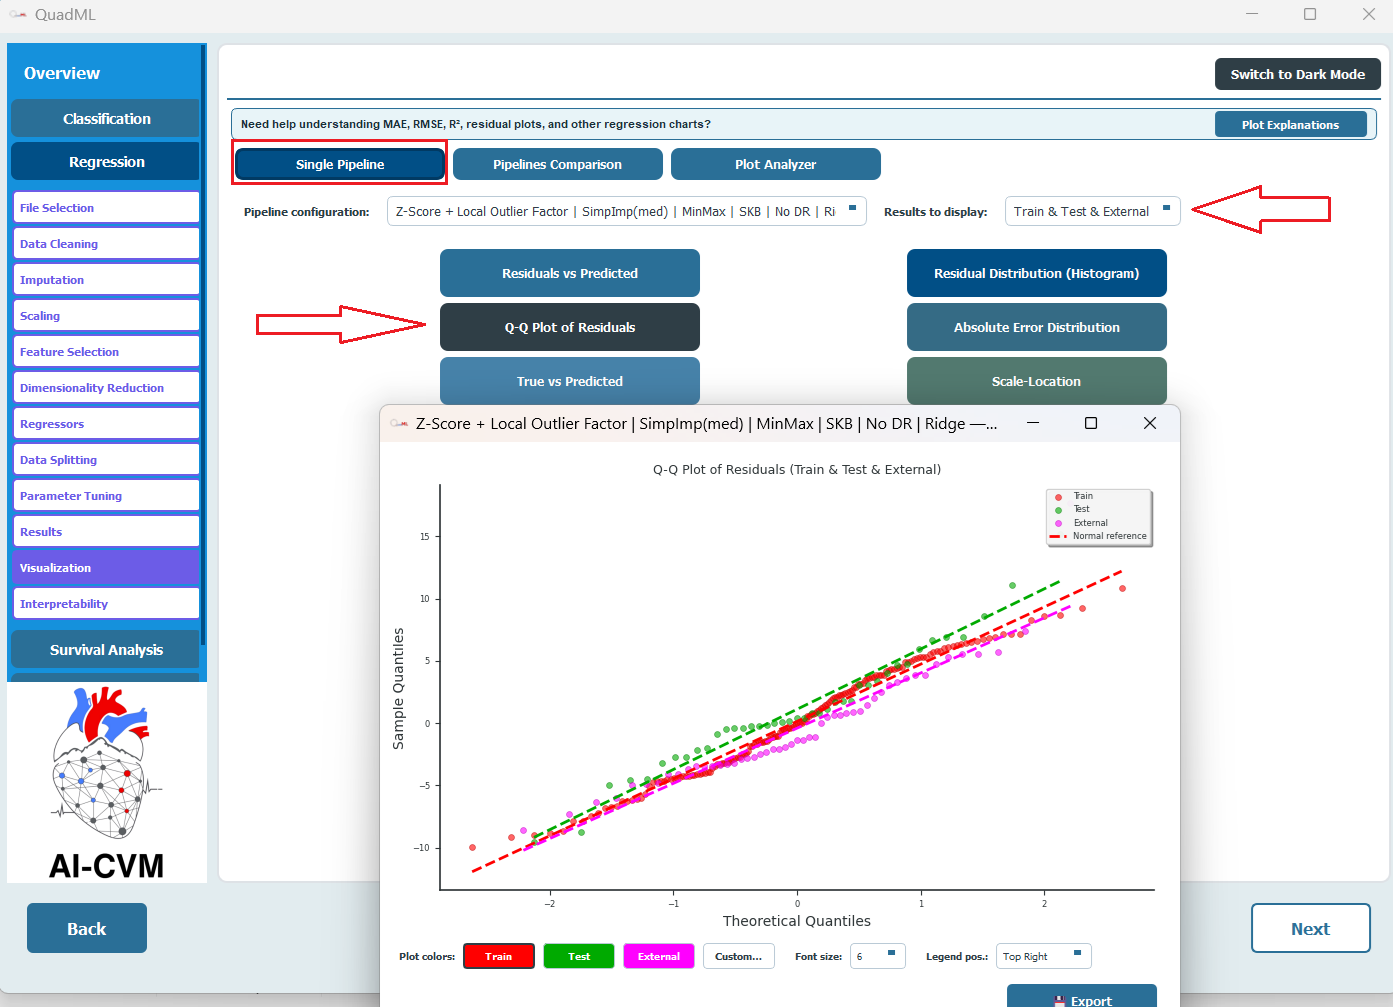 QuadML
Overview
Classification
Regression
File Selection
Data Cleaning
Imputation
Scaling
Feature Selection
Dimensionality Reduction
Regressors
Data Splitting
Parameter Tuning
Results
Visualization
Interpretability
Survival Analysis
AI-CVM
Back
Switch to Dark Mode
Need help understanding MAE, RMSE, R², residual plots, and other regression charts?
Plot Explanations
Single Pipeline
Pipelines Comparison
Plot Analyzer
Pipeline configuration:
Z-Score + Local Outlier Factor | SimpImp(med) | MinMax | SKB | No DR | Ri
Results to display:
Train & Test & External
Residuals vs Predicted
Residual Distribution (Histogram)
Q-Q Plot of Residuals
Absolute Error Distribution
True vs Predicted
Scale-Location
Z-Score + Local Outlier Factor | SimpImp(med) | MinMax | SKB | No DR | Ridge —...
Q-Q Plot of Residuals (Train & Test & External)
Train
Test
External
Normal reference
Sample Quantiles
15
10
5
0
−5
−10
−2
−1
0
1
2
Theoretical Quantiles
Plot colors:
Train
Test
External
Custom...
Font size:
6
Legend pos.:
Top Right
Export
Next